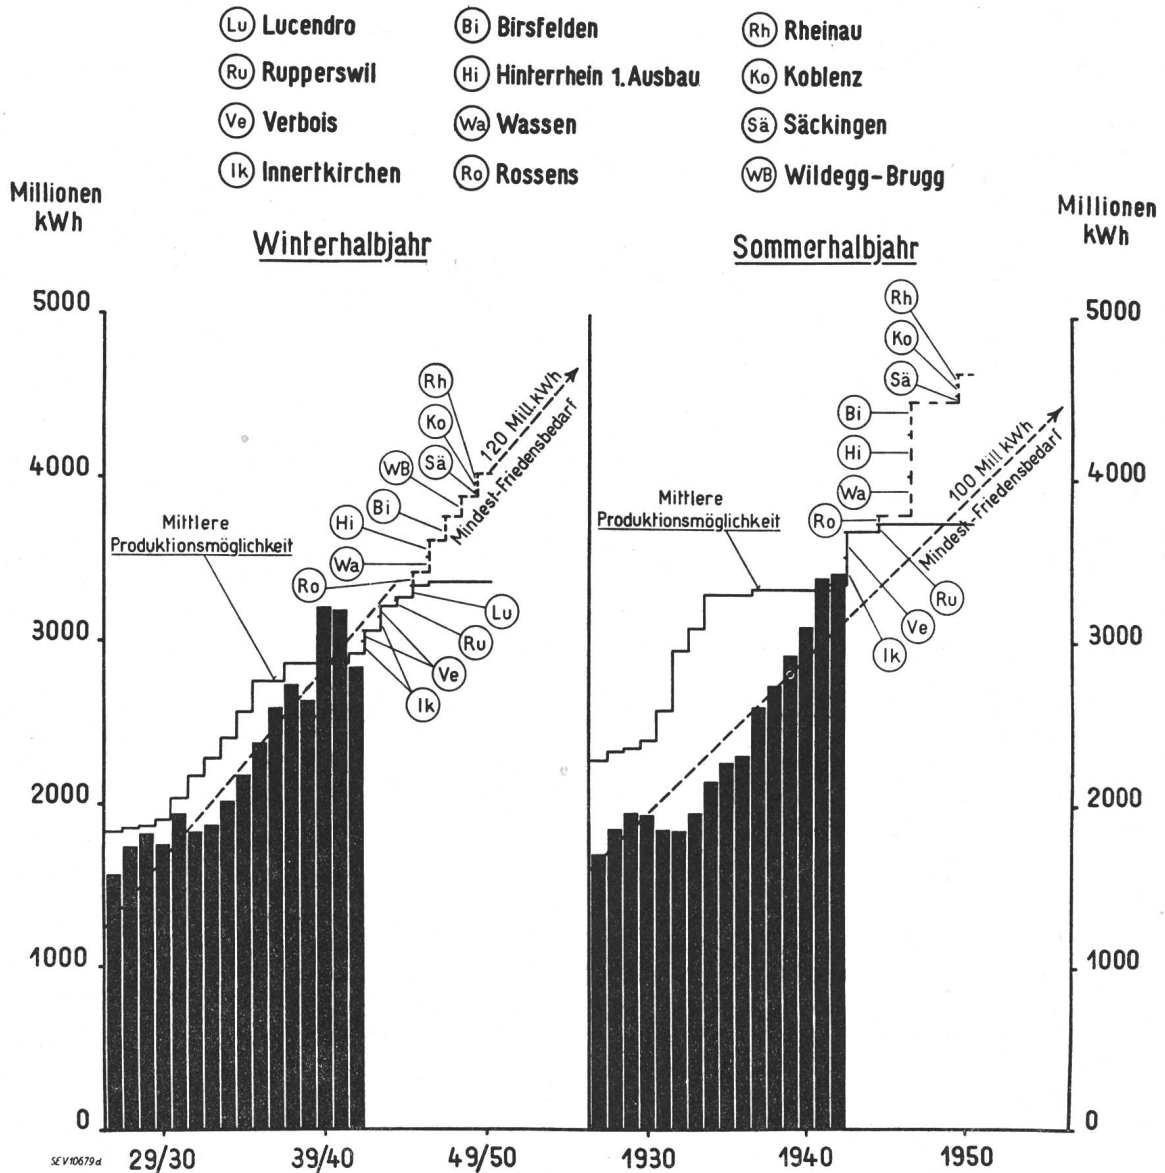 Lu Lucendro
Ru Rupperswil
Ve Verbois
Ik Innertkirchen
Bi Birsfelden
Hi Hinterrhein 1. Ausbau
Wa Wassen
Ro Rossens
Rh Rheinau
Ko Koblenz
Sä Säckingen
WB Wildegg-Brugg
Millionen
kWh
Winterhalbjahr
5000
4000
3000
2000
1000
0
Mittlere
Produktionsmöglichkeit
Rh
Ko
Sä
WB
Bi
Hi
Wa
Ro
Lu
Ru
Ve
Ik
120 Mill. kWh
Mindest-Friedensbedarf
29/30
39/40
49/50
Sommerhalbjahr
Millionen
kWh
Mittlere
Produktionsmöglichkeit
Rh
Ko
Sä
Bi
Hi
Wa
Ro
Ru
Ve
Ik
100 Mill kWh
Mindest-Friedensbedarf
5000
4000
3000
2000
1000
0
1930
1940
1950
SEV10679d